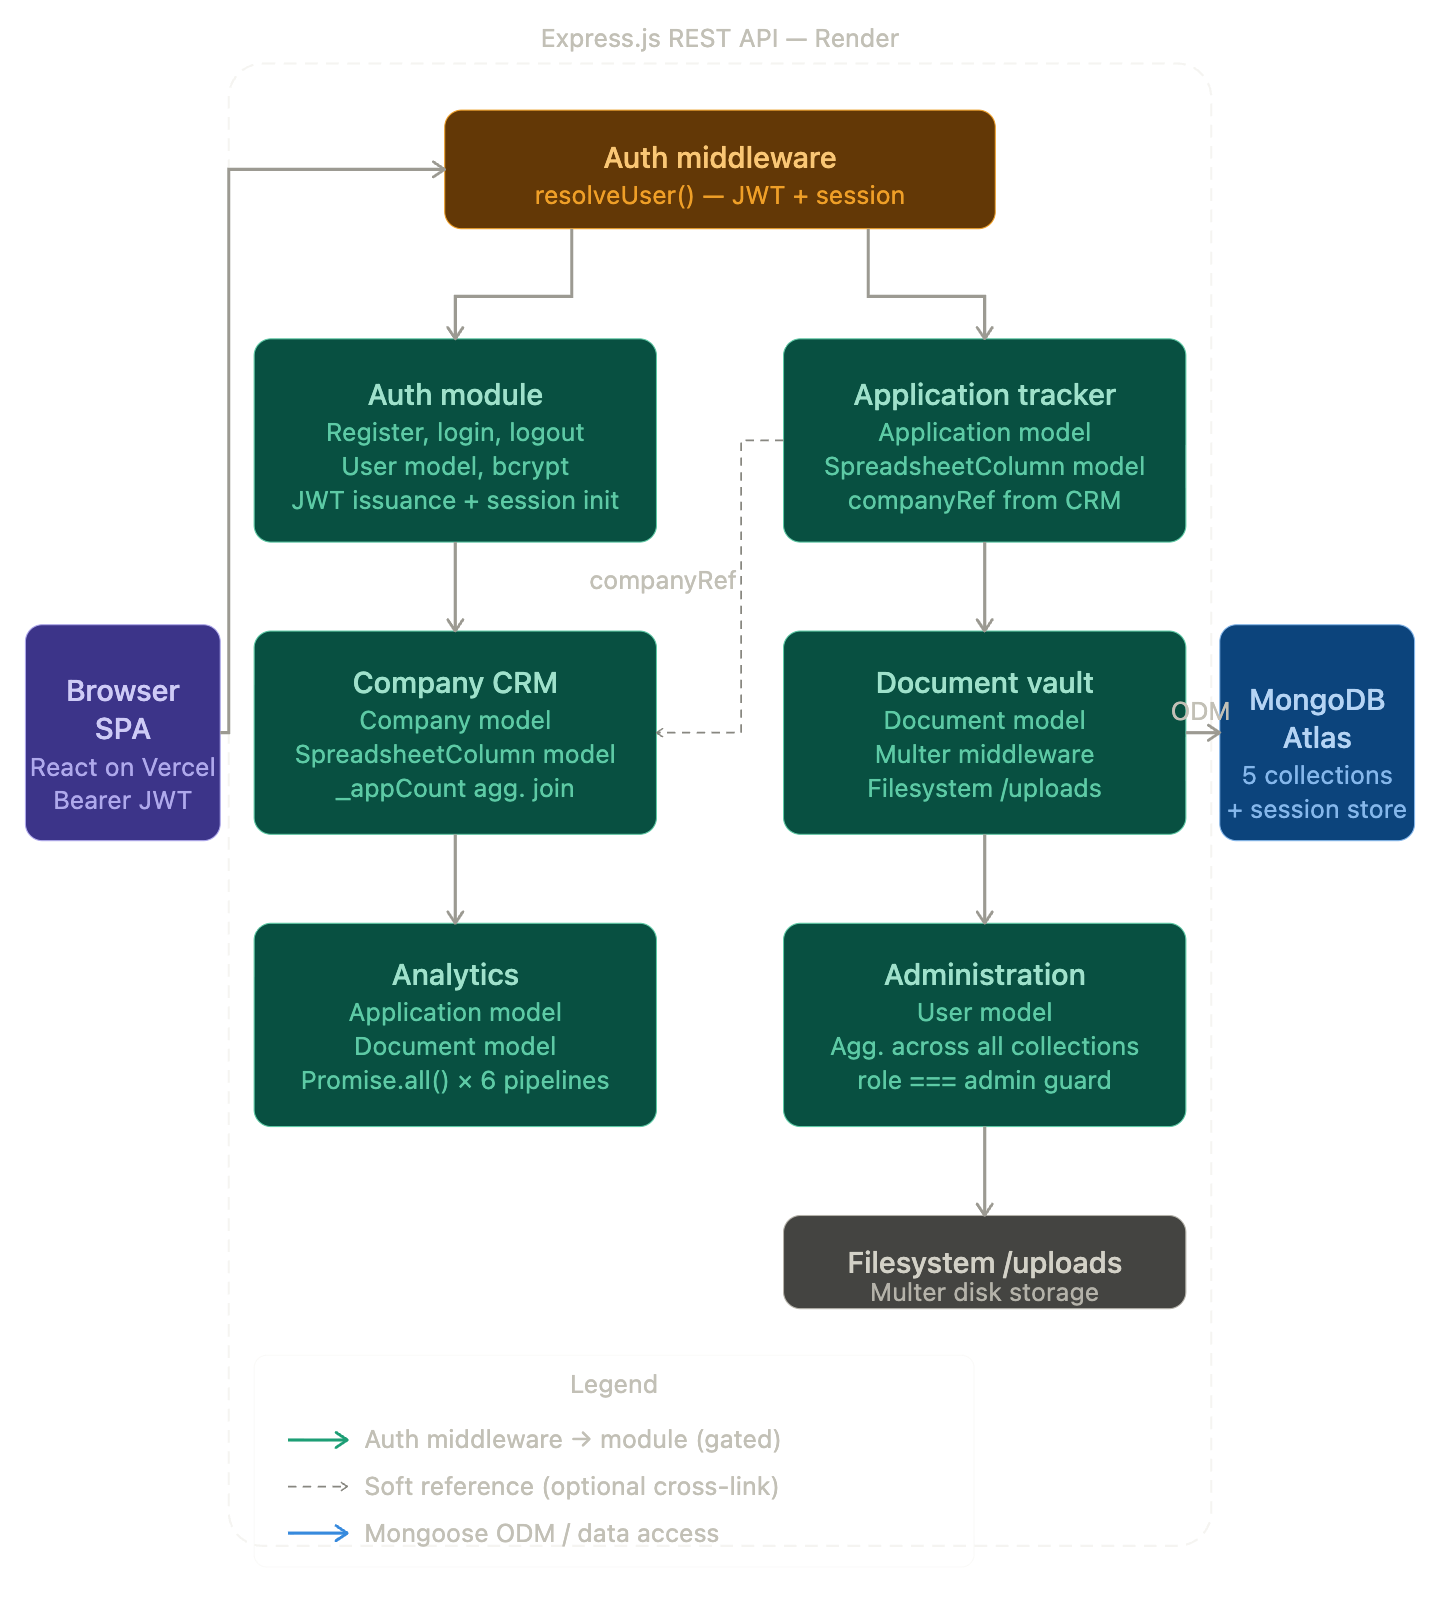 Express.js REST API — Render
Auth middleware
resolveUser() — JWT + session
Auth module
Register, login, logout
User model, bcrypt
JWT issuance + session init
Application tracker
Application model
SpreadsheetColumn model
companyRef from CRM
companyRef
Browser
SPA
React on Vercel
Bearer JWT
Company CRM
Company model
SpreadsheetColumn model
_appCount agg. join
Document vault
Document model
Multer middleware
Filesystem /uploads
ODM
MongoDB
Atlas
5 collections
+ session store
Analytics
Application model
Document model
Promise.all() × 6 pipelines
Administration
User model
Agg. across all collections
role === admin guard
Filesystem /uploads
Multer disk storage
Legend
Auth middleware → module (gated)
Soft reference (optional cross-link)
Mongoose ODM / data access